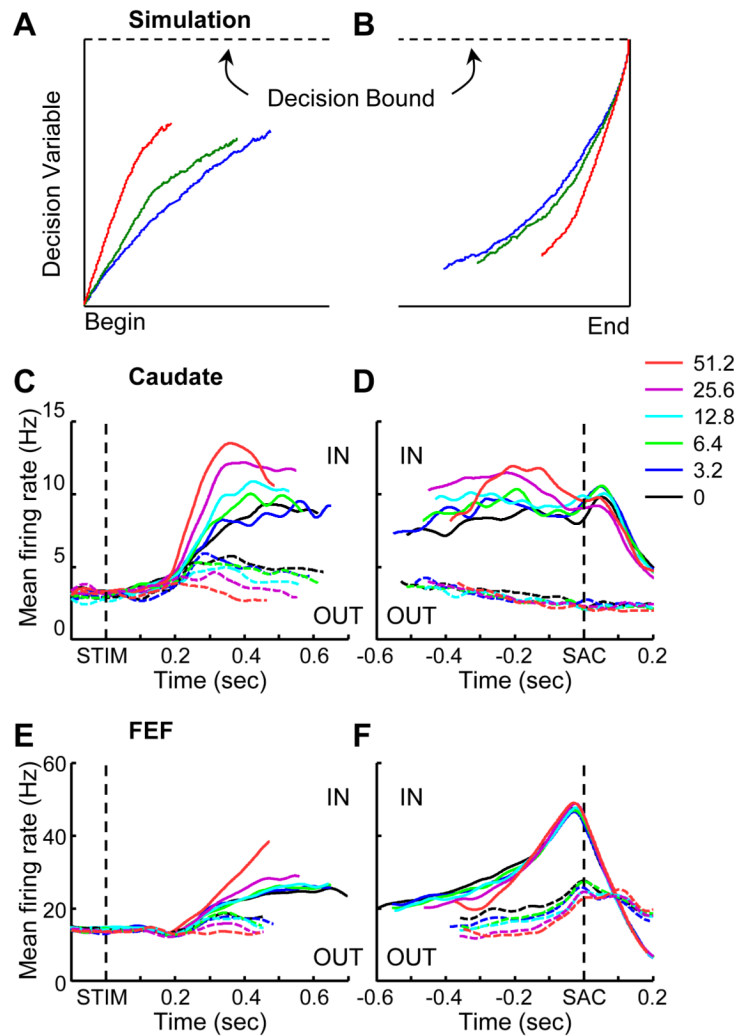 A Simulation B
Decision Bound
Decision Variable
Begin
End
C Caudate D
51.2
25.6
12.8
6.4
3.2
0
Mean firing rate (Hz)
15
10
5
0
IN
OUT
IN
OUT
STIM 0.2 0.4 0.6
-0.6 -0.4 -0.2 SAC 0.2
Time (sec)
Time (sec)
E FEF F
Mean firing rate (Hz)
60
40
20
0
IN
OUT
IN
OUT
STIM 0.2 0.4 0.6
-0.6 -0.4 -0.2 SAC 0.2
Time (sec)
Time (sec)